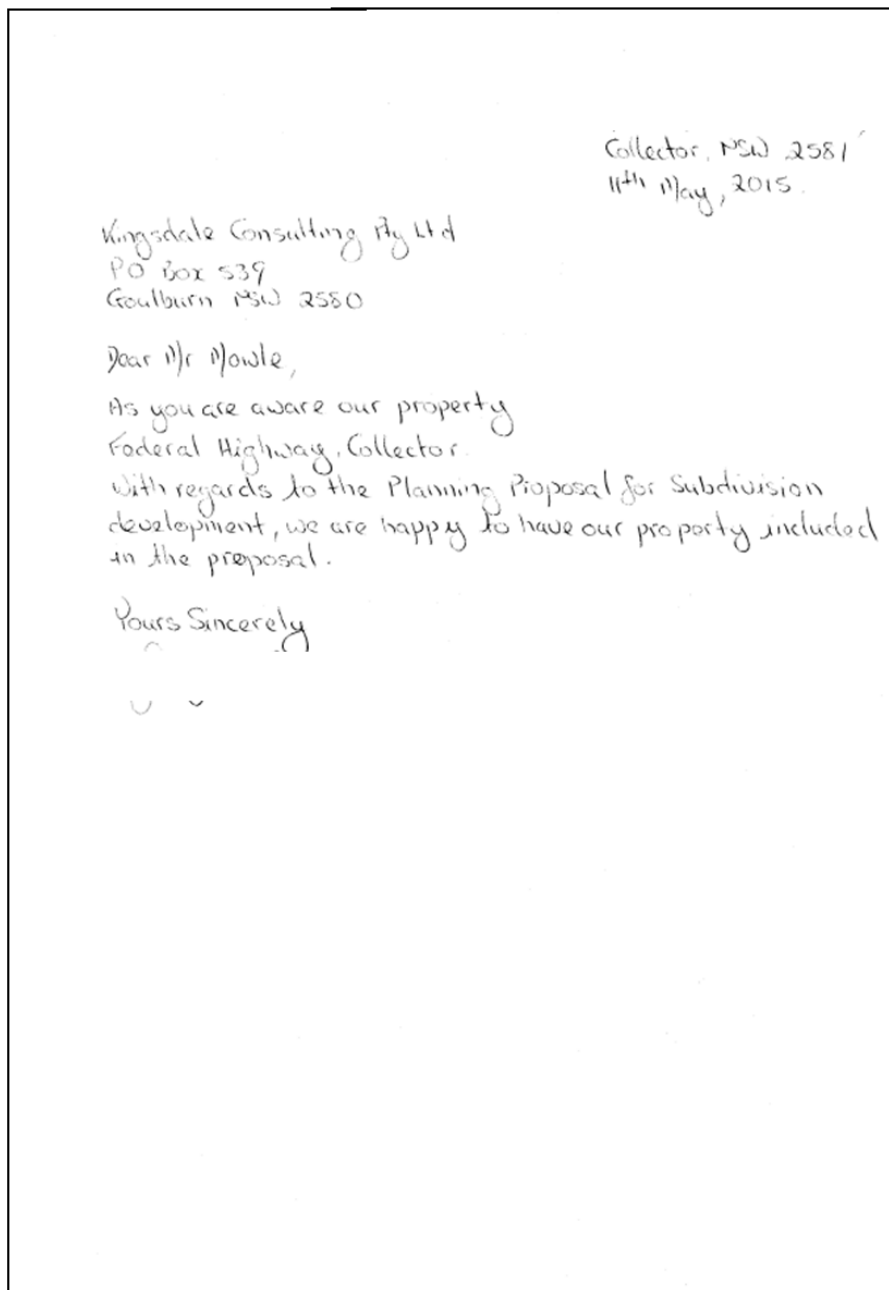 Collector, NSW 2581
11th May, 2015.
Kingsdale Consulting Pty Ltd
PO Box 539
Goulburn NSW 2580
Dear Mr Mowle,
As you are aware our property
Federal Highway, Collector.
With regards to the Planning Proposal for Subdivision
development, we are happy to have our property included
in the proposal.
Yours Sincerely